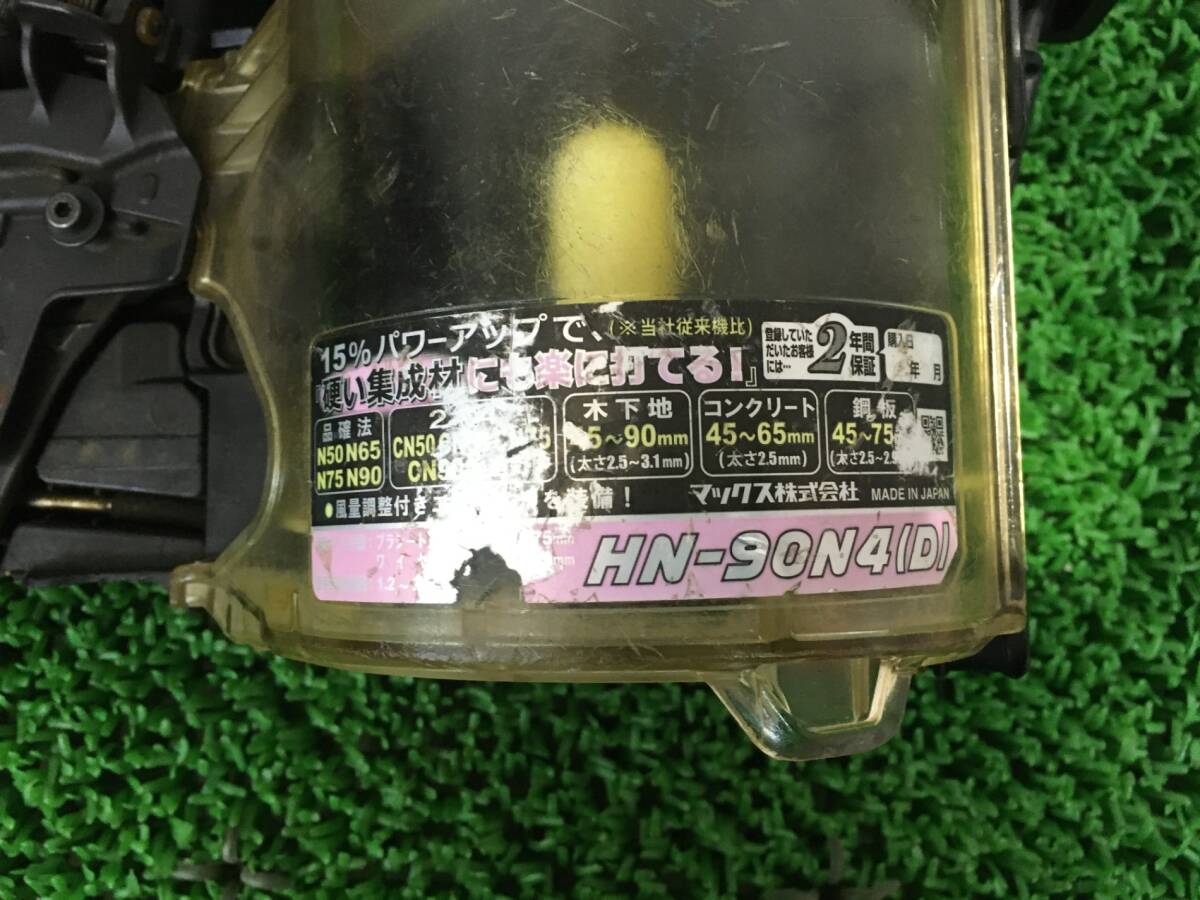 15%パワーアップで、(※当社従来機比)
『硬い集成材にも楽に打てる!』
登録していた
だいたお客様
には…
2年間
保証
購入日
年 月
品確法
N50 N65
N75 N90
2
CN50
木下地
5~90mm
(太さ2.5~3.1mm)
コンクリート
45~65mm
(太さ2.5mm)
鋼板
45~75
(太さ2.5~2.9
●風量調整付き
を装備!
マックス株式会社 MADE IN JAPAN
HN-90N4(D)